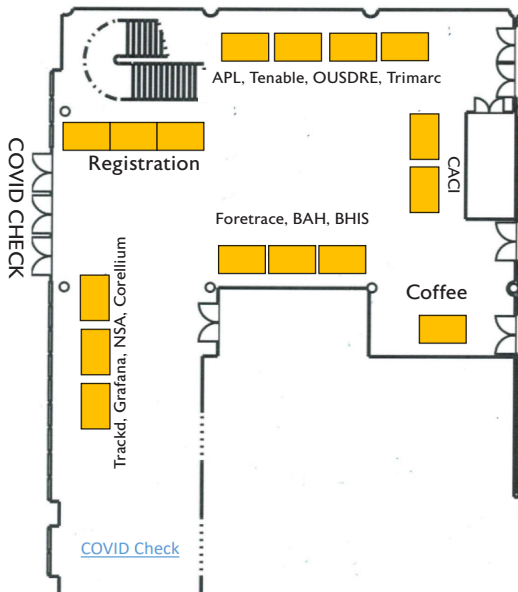 APL, Tenable, OUSDRE, Trimarc
Registration
COVID CHECK
CACI
Foretrace, BAH, BHIS
Coffee
Trackd, Grafana, NSA, Corellium
COVID Check